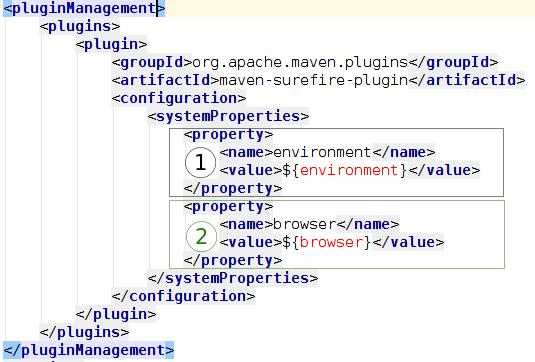 <pluginManagement>
<plugins>
<plugin>
<groupId>org.apache.maven.plugins</groupId>
<artifactId>maven-surefire-plugin</artifactId>
<configuration>
<systemProperties>
<property>
1
<name>environment</name>
<value>${environment}</value>
</property>
<property>
2
<name>browser</name>
<value>${browser}</value>
</property>
</systemProperties>
</configuration>
</plugin>
</plugins>
</pluginManagement>